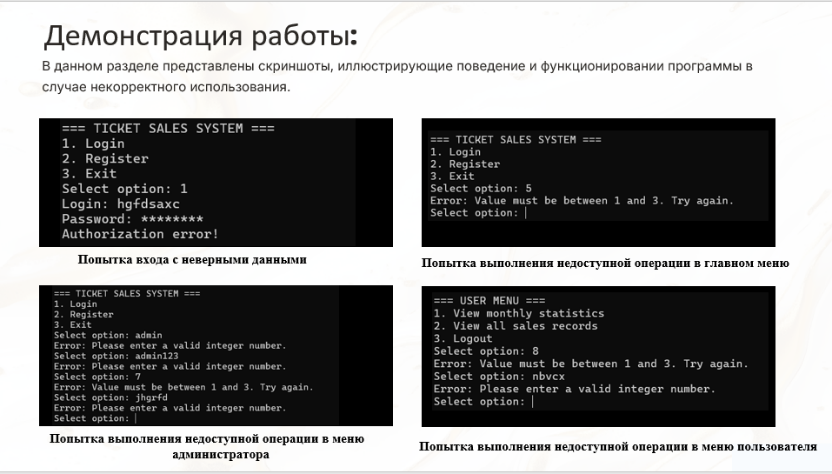 Демонстрация работы:
В данном разделе представлены скриншоты, иллюстрирующие поведение и функционировании программы в
случае некорректного использования.
=== TICKET SALES SYSTEM ===
1. Login
2. Register
3. Exit
Select option: 1
Login: hgfdsaxc
Password: ********
Authorization error!
Попытка входа с неверными данными
=== TICKET SALES SYSTEM ===
1. Login
2. Register
3. Exit
Select option: 5
Error: Value must be between 1 and 3. Try again.
Select option:
Попытка выполнения недоступной операции в главном меню
=== TICKET SALES SYSTEM ===
1. Login
2. Register
3. Exit
Select option: admin
Error: Please enter a valid integer number.
Select option: admin123
Error: Please enter a valid integer number.
Select option: 7
Error: Value must be between 1 and 3. Try again.
Select option: jhgrfd
Error: Please enter a valid integer number.
Select option:
Попытка выполнения недоступной операции в меню
администратора
=== USER MENU ===
1. View monthly statistics
2. View all sales records
3. Logout
Select option: 8
Error: Value must be between 1 and 3. Try again.
Select option: nbvcx
Error: Please enter a valid integer number.
Select option:
Попытка выполнения недоступной операции в меню пользователя